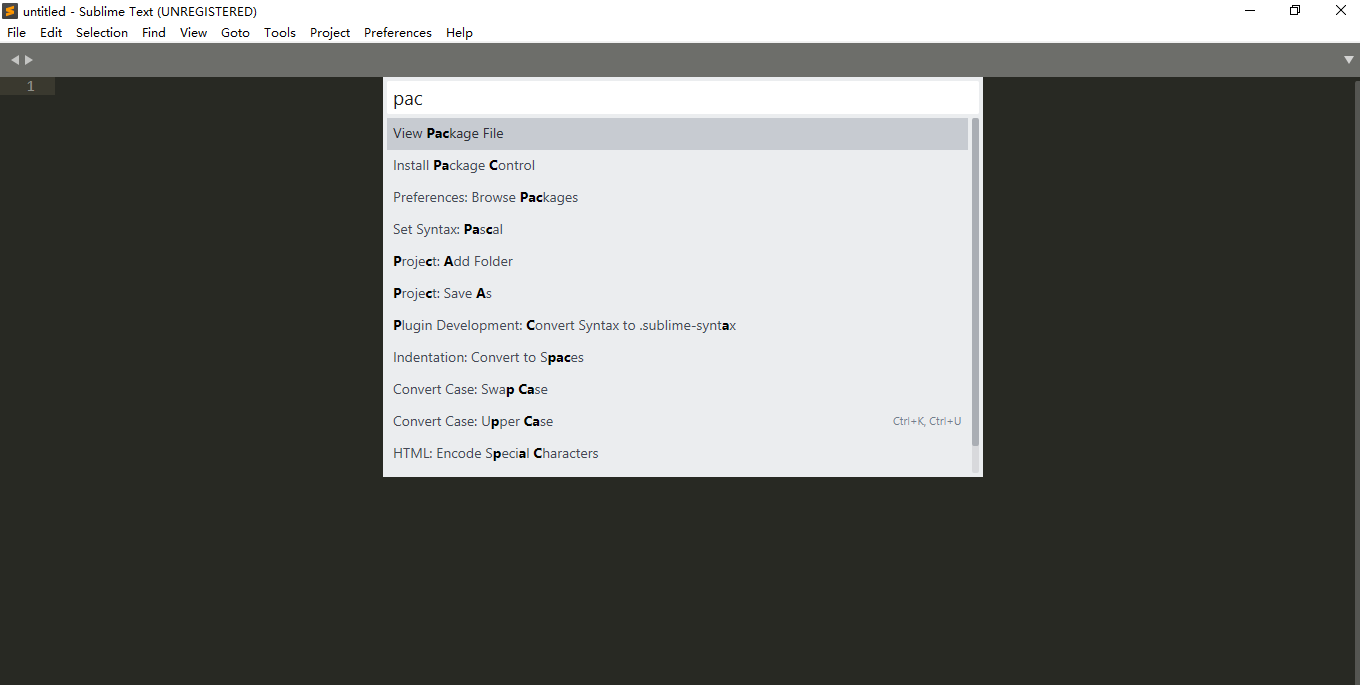 untitled - Sublime Text (UNREGISTERED)
File Edit Selection Find View Goto Tools Project Preferences Help
1
pac
View Package File
Install Package Control
Preferences: Browse Packages
Set Syntax: Pascal
Project: Add Folder
Project: Save As
Plugin Development: Convert Syntax to .sublime-syntax
Indentation: Convert to Spaces
Convert Case: Swap Case
Convert Case: Upper Case Ctrl+K, Ctrl+U
HTML: Encode Special Characters